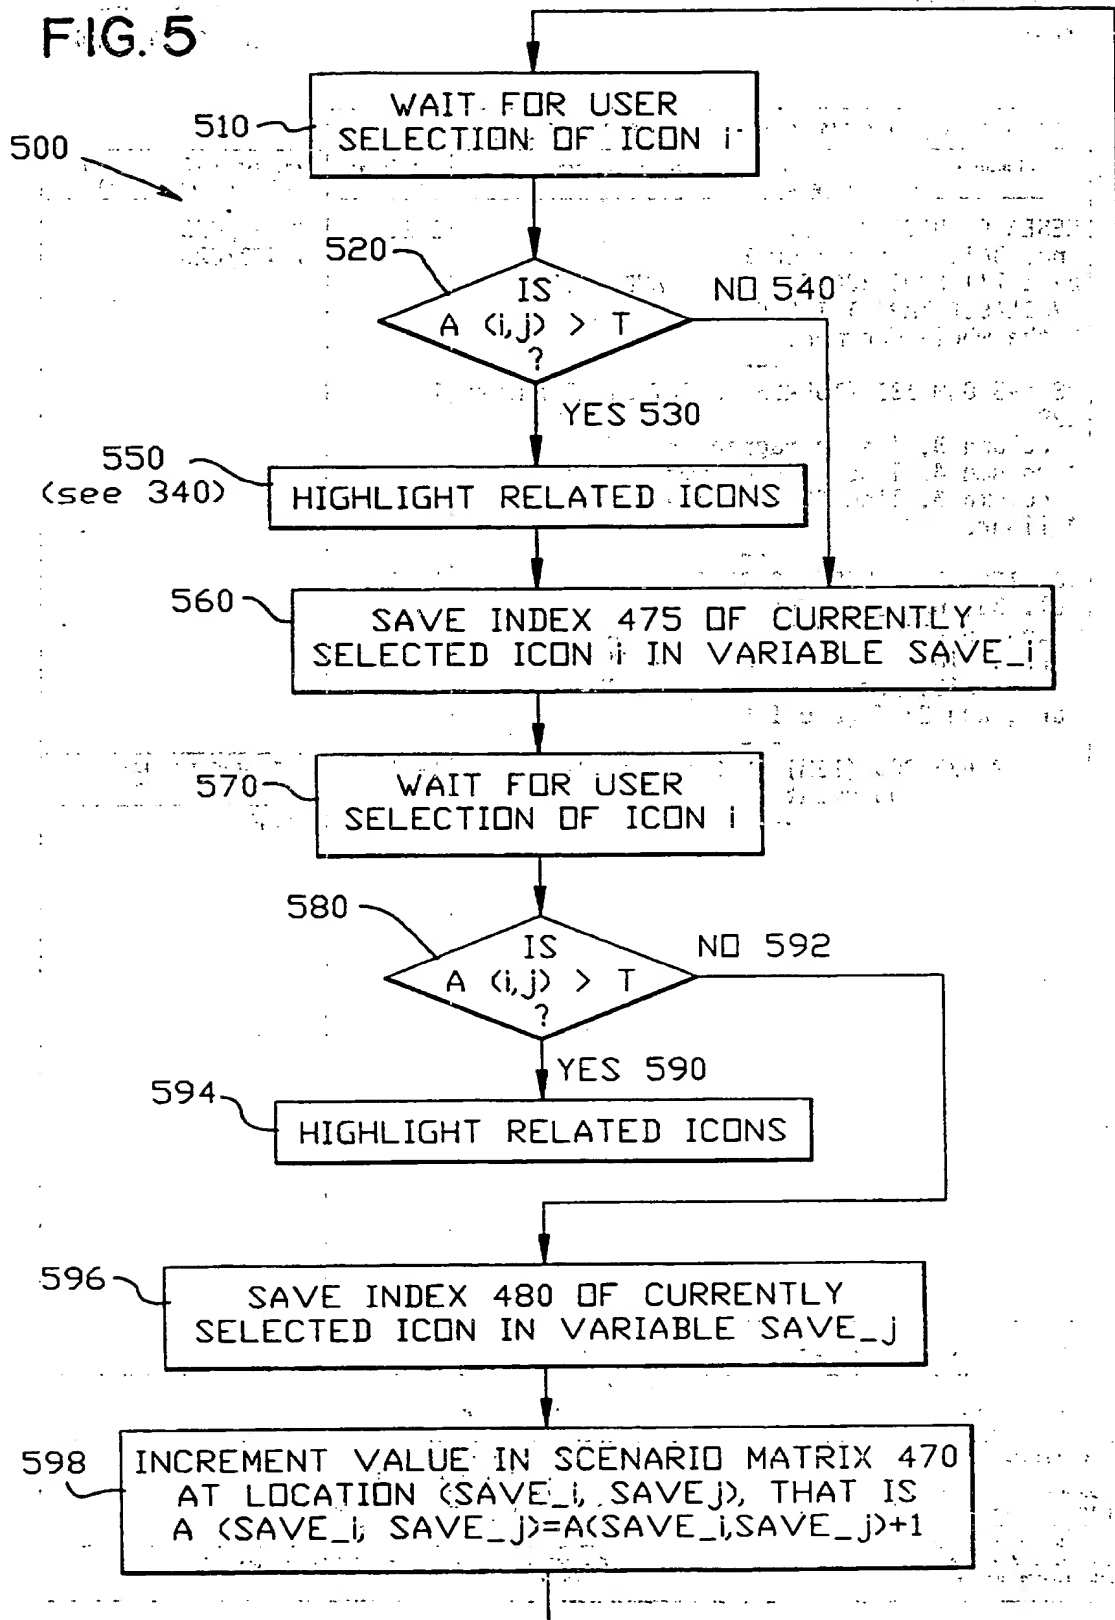 FIG. 5
500
510
WAIT FOR USER
SELECTION OF ICON i
520
IS
A (i,j) > T
?
NO 540
YES 530
550
(see 340)
HIGHLIGHT RELATED ICONS
560
SAVE INDEX 475 OF CURRENTLY
SELECTED ICON i IN VARIABLE SAVE_i
570
WAIT FOR USER
SELECTION OF ICON i
580
IS
A (i,j) > T
?
NO 592
YES 590
594
HIGHLIGHT RELATED ICONS
596
SAVE INDEX 480 OF CURRENTLY
SELECTED ICON IN VARIABLE SAVE_j
598
INCREMENT VALUE IN SCENARIO MATRIX 470
AT LOCATION (SAVE_i, SAVEj), THAT IS
A (SAVE_i, SAVE_j)=A(SAVE_i,SAVE_j)+1